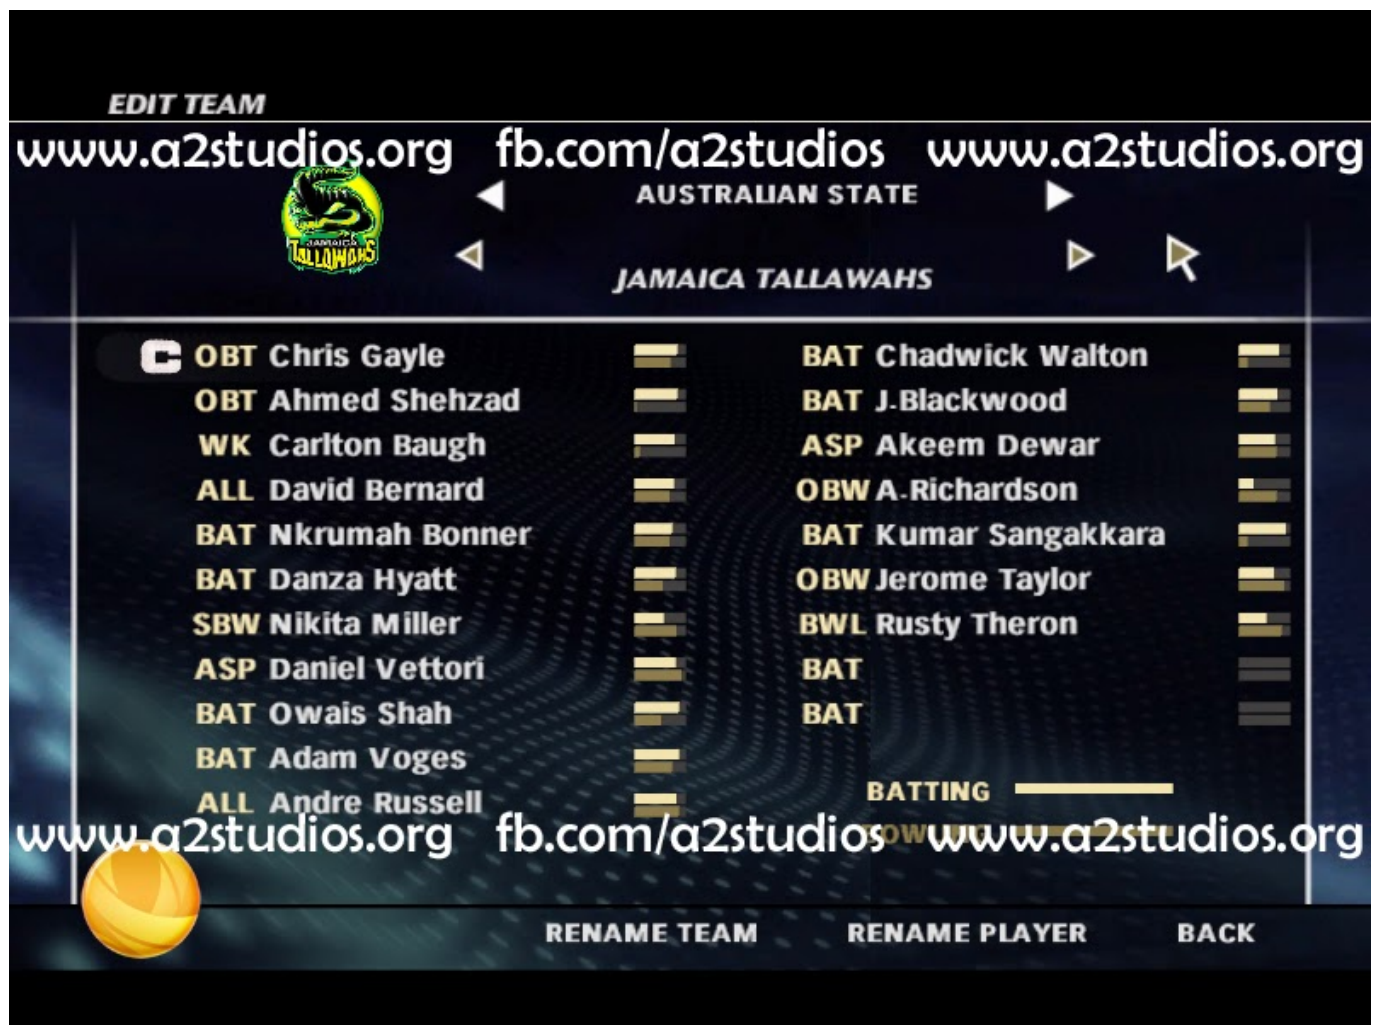 EDIT TEAM
www.a2studios.org fb.com/a2studios www.a2studios.org
AUSTRALIAN STATE
JAMAICA
TALLAWAHS
JAMAICA TALLAWAHS
C OBT Chris Gayle
OBT Ahmed Shehzad
WK Carlton Baugh
ALL David Bernard
BAT Nkrumah Bonner
BAT Danza Hyatt
SBW Nikita Miller
ASP Daniel Vettori
BAT Owais Shah
BAT Adam Voges
ALL Andre Russell
BAT Chadwick Walton
BAT J.Blackwood
ASP Akeem Dewar
OBW A.Richardson
BAT Kumar Sangakkara
OBW Jerome Taylor
BWL Rusty Theron
BAT
BAT
BATTING
www.a2studios.org fb.com/a2studios www.a2studios.org
RENAME TEAM RENAME PLAYER BACK